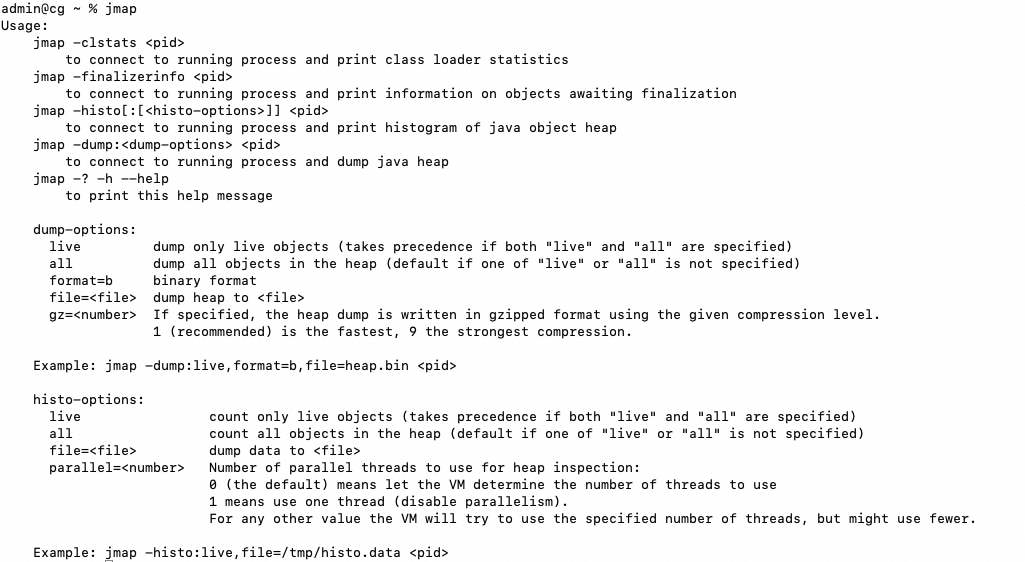 admin@cg ~ % jmap
Usage:
    jmap -clstats <pid>
        to connect to running process and print class loader statistics
    jmap -finalizerinfo <pid>
        to connect to running process and print information on objects awaiting finalization
    jmap -histo[:[<histo-options>]] <pid>
        to connect to running process and print histogram of java object heap
    jmap -dump:<dump-options> <pid>
        to connect to running process and dump java heap
    jmap -? -h --help
        to print this help message

    dump-options:
      live         dump only live objects (takes precedence if both "live" and "all" are specified)
      all          dump all objects in the heap (default if one of "live" or "all" is not specified)
      format=b     binary format
      file=<file>  dump heap to <file>
      gz=<number>  If specified, the heap dump is written in gzipped format using the given compression level.
                   1 (recommended) is the fastest, 9 the strongest compression.

    Example: jmap -dump:live,format=b,file=heap.bin <pid>

    histo-options:
      live                count only live objects (takes precedence if both "live" and "all" are specified)
      all                 count all objects in the heap (default if one of "live" or "all" is not specified)
      file=<file>         dump data to <file>
      parallel=<number>   Number of parallel threads to use for heap inspection:
                          0 (the default) means let the VM determine the number of threads to use
                          1 means use one thread (disable parallelism).
                          For any other value the VM will try to use the specified number of threads, but might use fewer.

    Example: jmap -histo:live,file=/tmp/histo.data <pid>